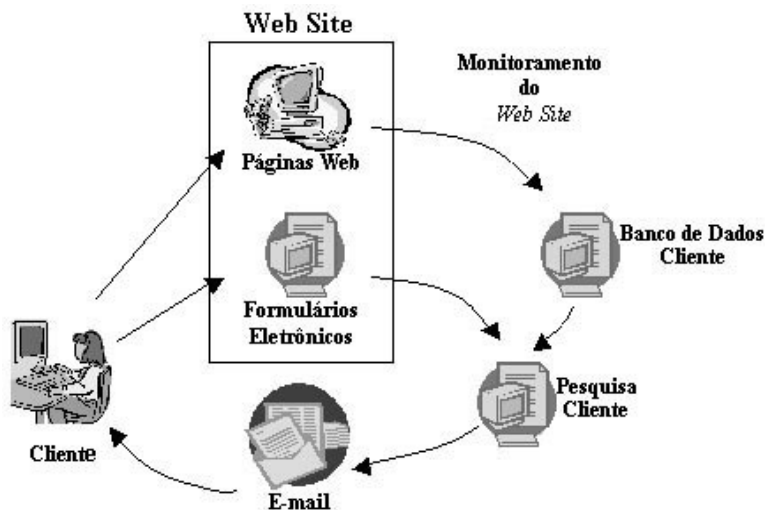 Web Site
Monitoramento
do
Web Site
Páginas Web
Banco de Dados
Cliente
Formulários
Eletrônicos
Pesquisa
Cliente
Cliente
E-mail